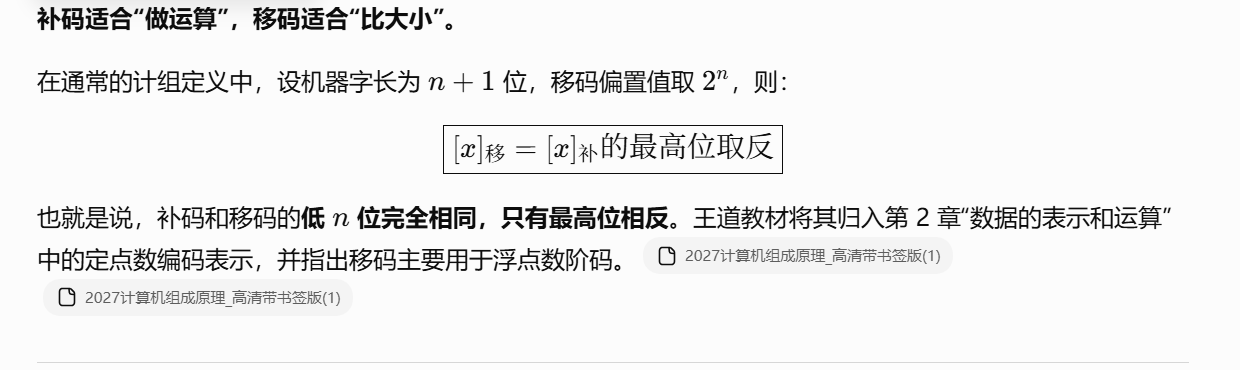 补码适合“做运算”，移码适合“比大小”。
在通常的计组定义中，设机器字长为 n + 1 位，移码偏置值取 2ⁿ，则：
[x]移 = [x]补的最高位取反
也就是说，补码和移码的低 n 位完全相同，只有最高位相反。王道教材将其归入第 2 章“数据的表示和运算”
中的定点数编码表示，并指出移码主要用于浮点数阶码。 2027计算机组成原理_高清带书签版(1)
2027计算机组成原理_高清带书签版(1)